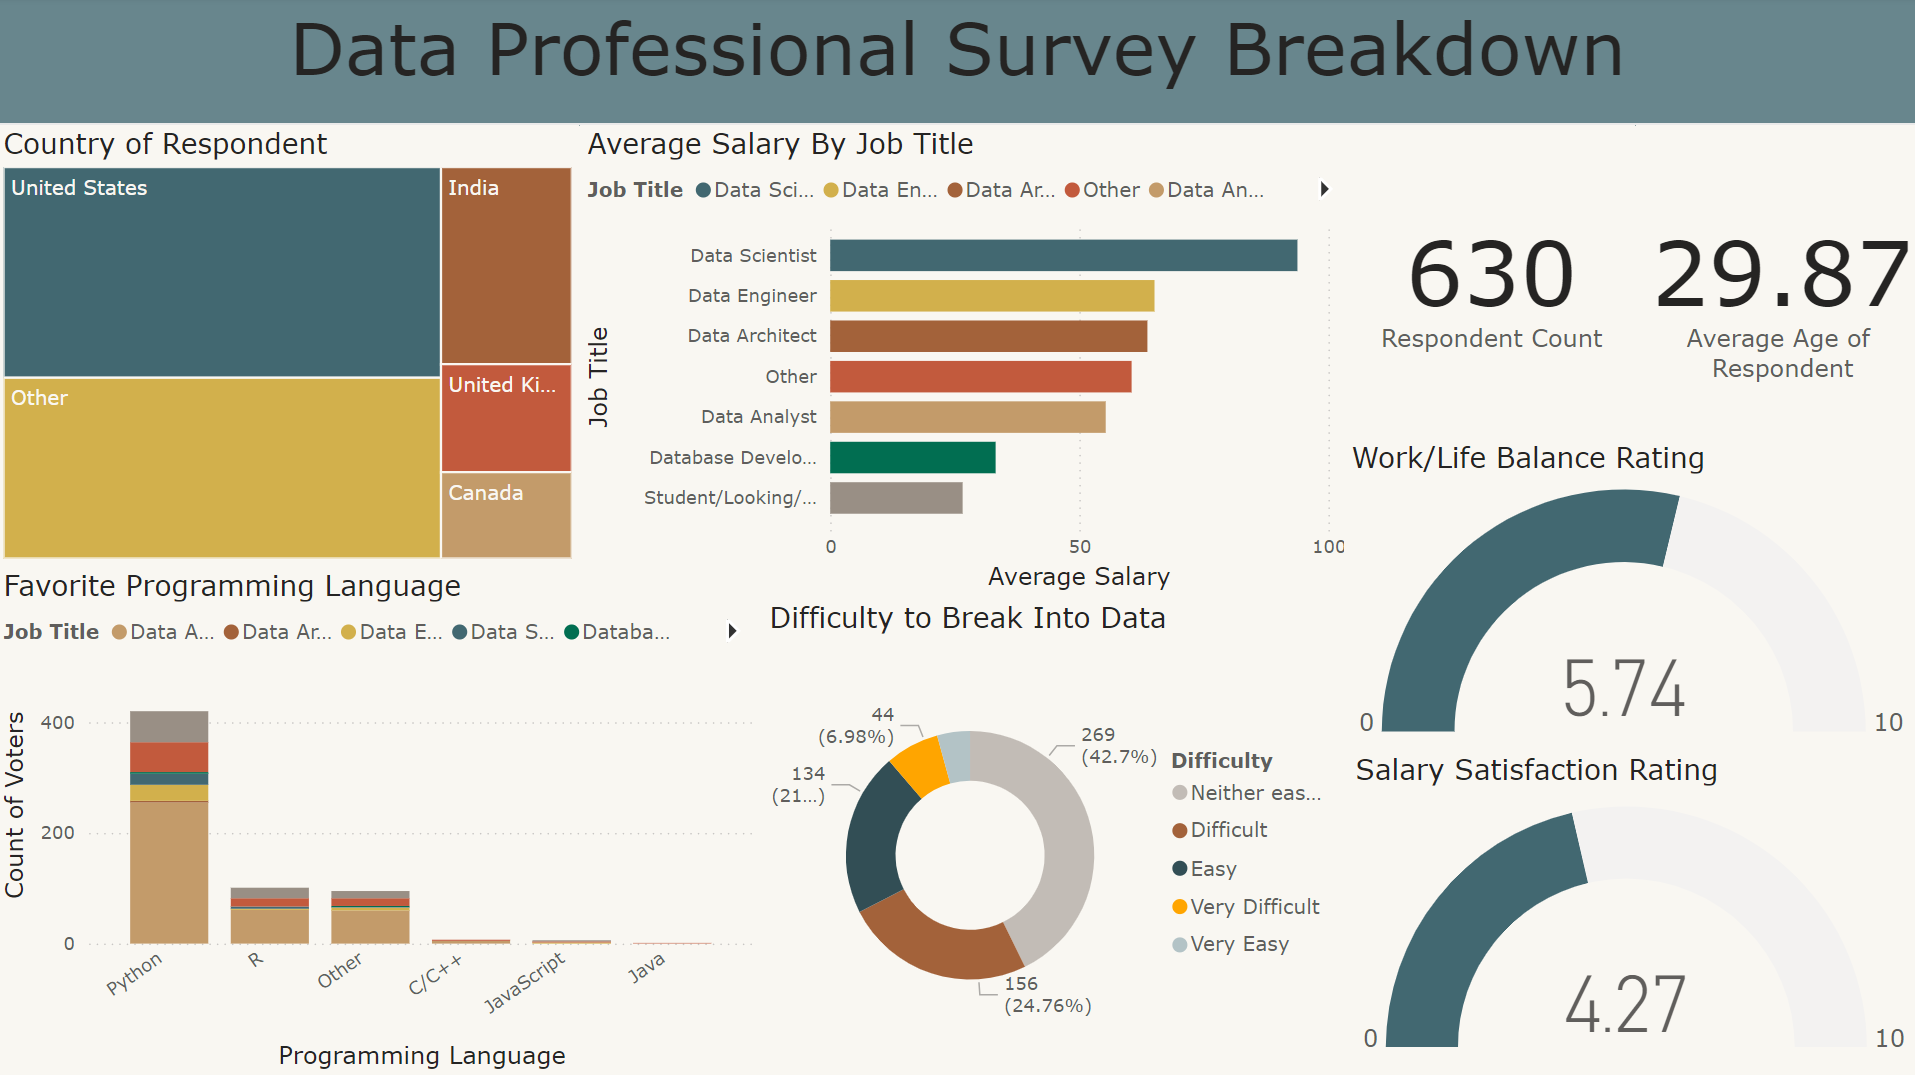 Data Professional Survey Breakdown
Country of Respondent
United States
India
Other
United Ki...
Canada
Average Salary By Job Title
Job Title Data Sci... Data En... Data Ar... Other Data An...
Job Title
Data Scientist
Data Engineer
Data Architect
Other
Data Analyst
Database Develo...
Student/Looking/...
0 50 100
Average Salary
630
Respondent Count
29.87
Average Age of
Respondent
Work/Life Balance Rating
5.74
0 10
Salary Satisfaction Rating
4.27
0 10
Favorite Programming Language
Job Title Data A... Data Ar... Data E... Data S... Databa...
Count of Voters
400
200
0
Python R Other C/C++ JavaScript Java
Programming Language
Difficulty to Break Into Data
44
(6.98%)
134
(21...)
269
(42.7%)
156
(24.76%)
Difficulty
Neither eas...
Difficult
Easy
Very Difficult
Very Easy